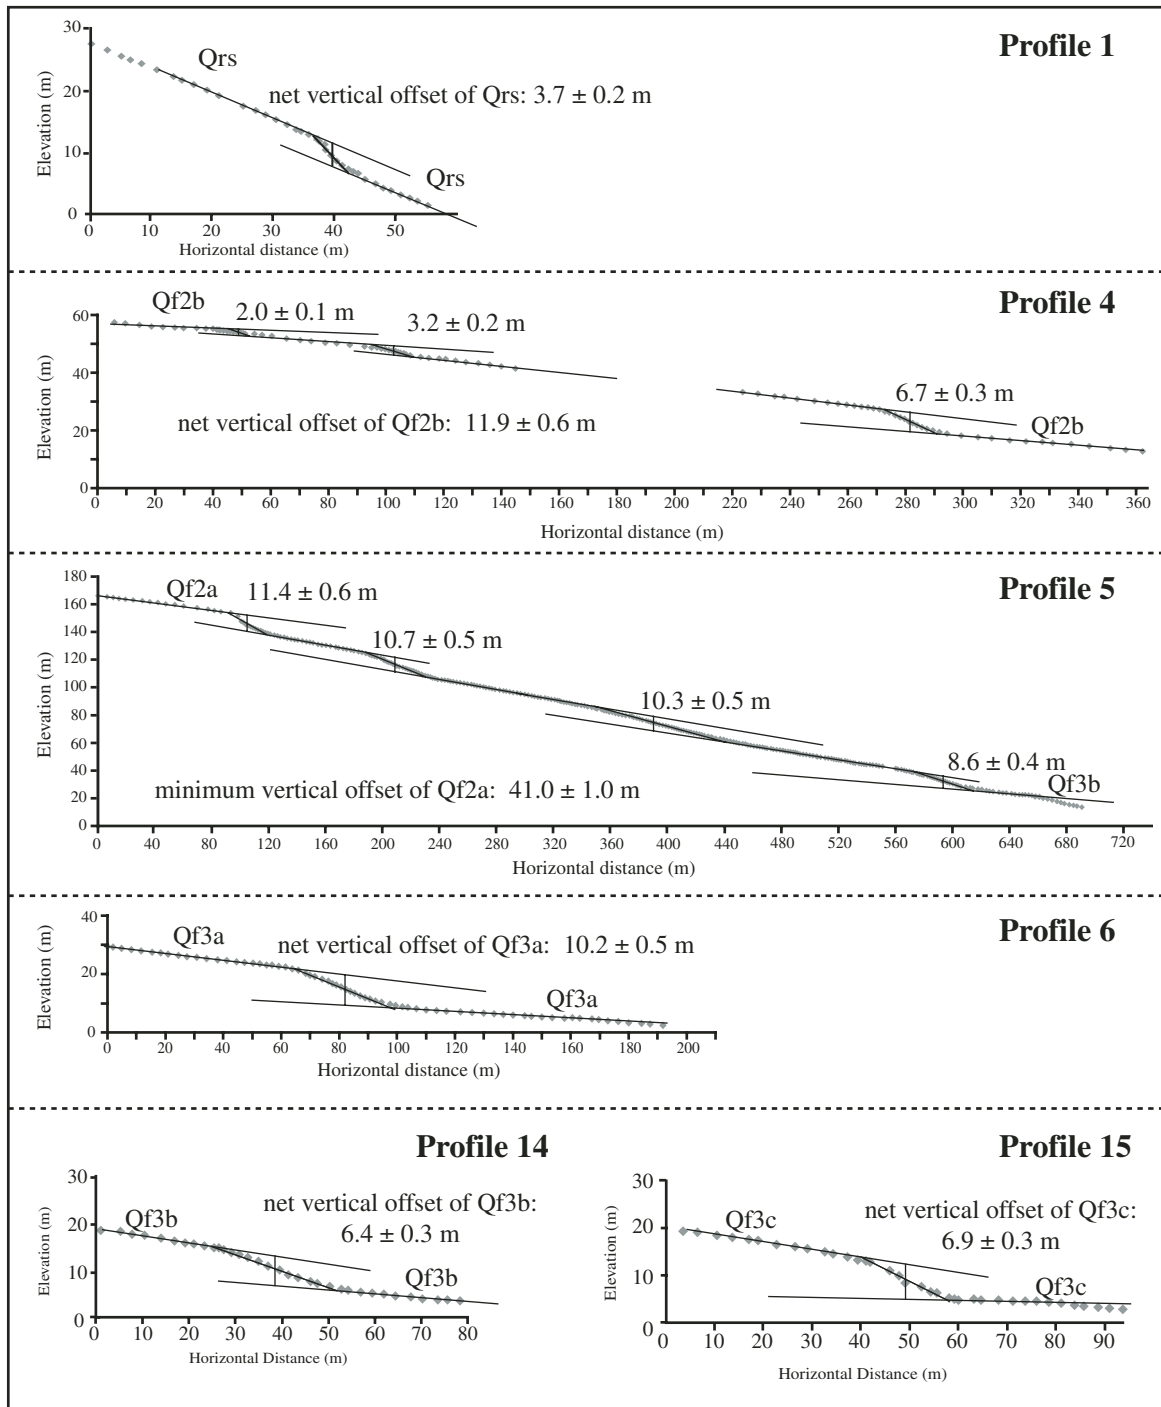 Profile 1
30
20
10
0
Elevation (m)
Qrs
net vertical offset of Qrs: 3.7 ± 0.2 m
Qrs
0 10 20 30 40 50
Horizontal distance (m)
Profile 4
60
40
20
0
Elevation (m)
Qf2b
2.0 ± 0.1 m
3.2 ± 0.2 m
6.7 ± 0.3 m
net vertical offset of Qf2b: 11.9 ± 0.6 m
Qf2b
0 20 40 60 80 100 120 140 160 180 200 220 240 260 280 300 320 340 360
Horizontal distance (m)
Profile 5
180
160
140
120
100
80
60
40
20
0
Elevation (m)
Qf2a
11.4 ± 0.6 m
10.7 ± 0.5 m
10.3 ± 0.5 m
8.6 ± 0.4 m
Qf3b
minimum vertical offset of Qf2a: 41.0 ± 1.0 m
0 40 80 120 160 200 240 280 320 360 400 440 480 520 560 600 640 680 720
Horizontal distance (m)
Profile 6
40
20
0
Elevation (m)
Qf3a
net vertical offset of Qf3a: 10.2 ± 0.5 m
Qf3a
0 20 40 60 80 100 120 140 160 180 200
Horizontal distance (m)
Profile 14
30
20
10
0
Elevation (m)
Qf3b
net vertical offset of Qf3b:
6.4 ± 0.3 m
Qf3b
0 10 20 30 40 50 60 70 80
Horizontal Distance (m)
Profile 15
30
20
10
0
Elevation (m)
Qf3c
net vertical offset of Qf3c:
6.9 ± 0.3 m
Qf3c
0 10 20 30 40 50 60 70 80 90
Horizontal Distance (m)